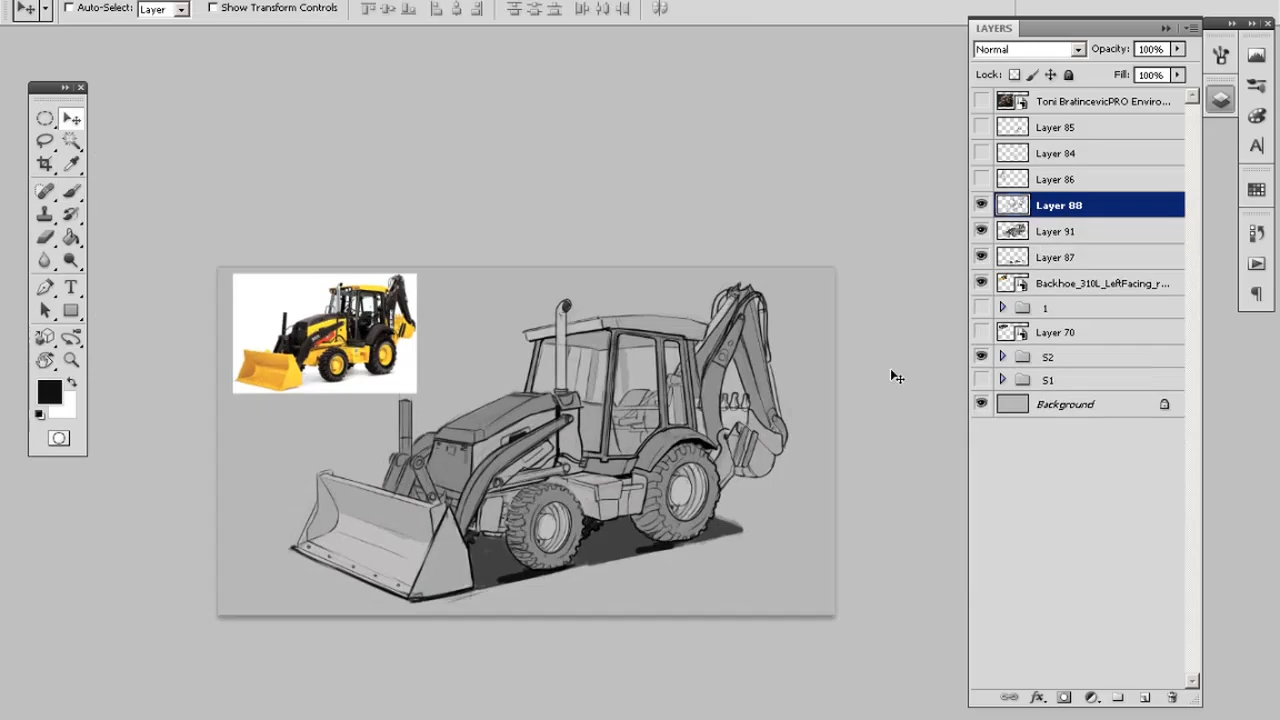 Auto-Select: Layer Show Transform Controls
LAYERS
Normal Opacity: 100%
Lock: Fill: 100%
Toni BratincevicPRO Enviro...
Layer 85
Layer 84
Layer 86
Layer 88
Layer 91
Layer 87
Backhoe_310L_LeftFacing_r...
1
Layer 70
S2
S1
Background